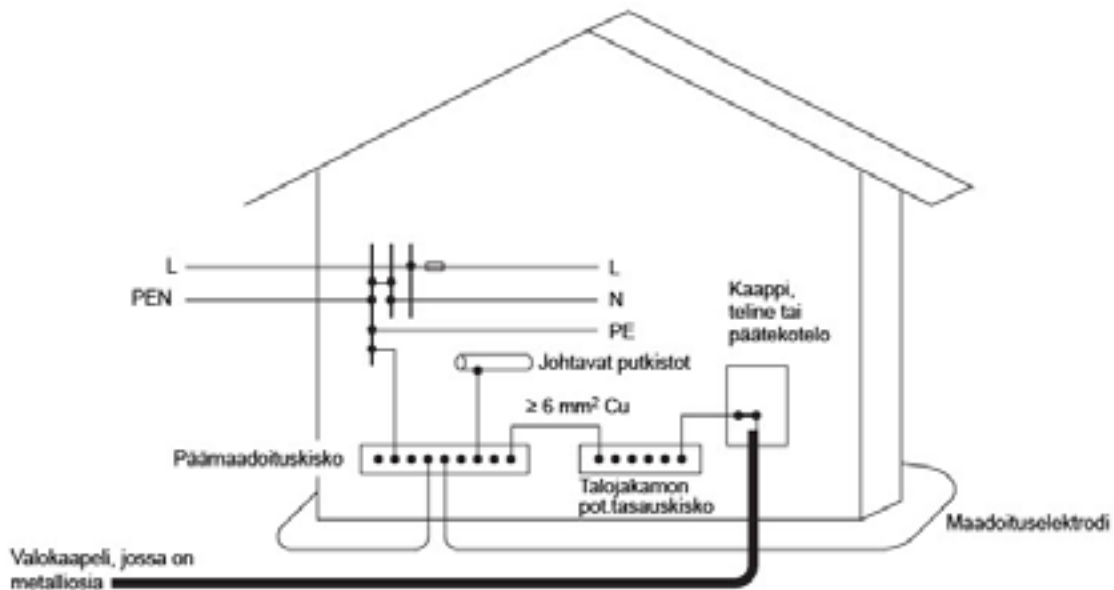 L
L
PEN
N
PE
Kaappi,
teline tai
päätekotelo
Johtavat putkistot
≥ 6 mm² Cu
Päämaadoituskisko
Talojakamon
pot.tasauskisko
Maadoituselektrodi
Valokaapeli, jossa on
metalliosia